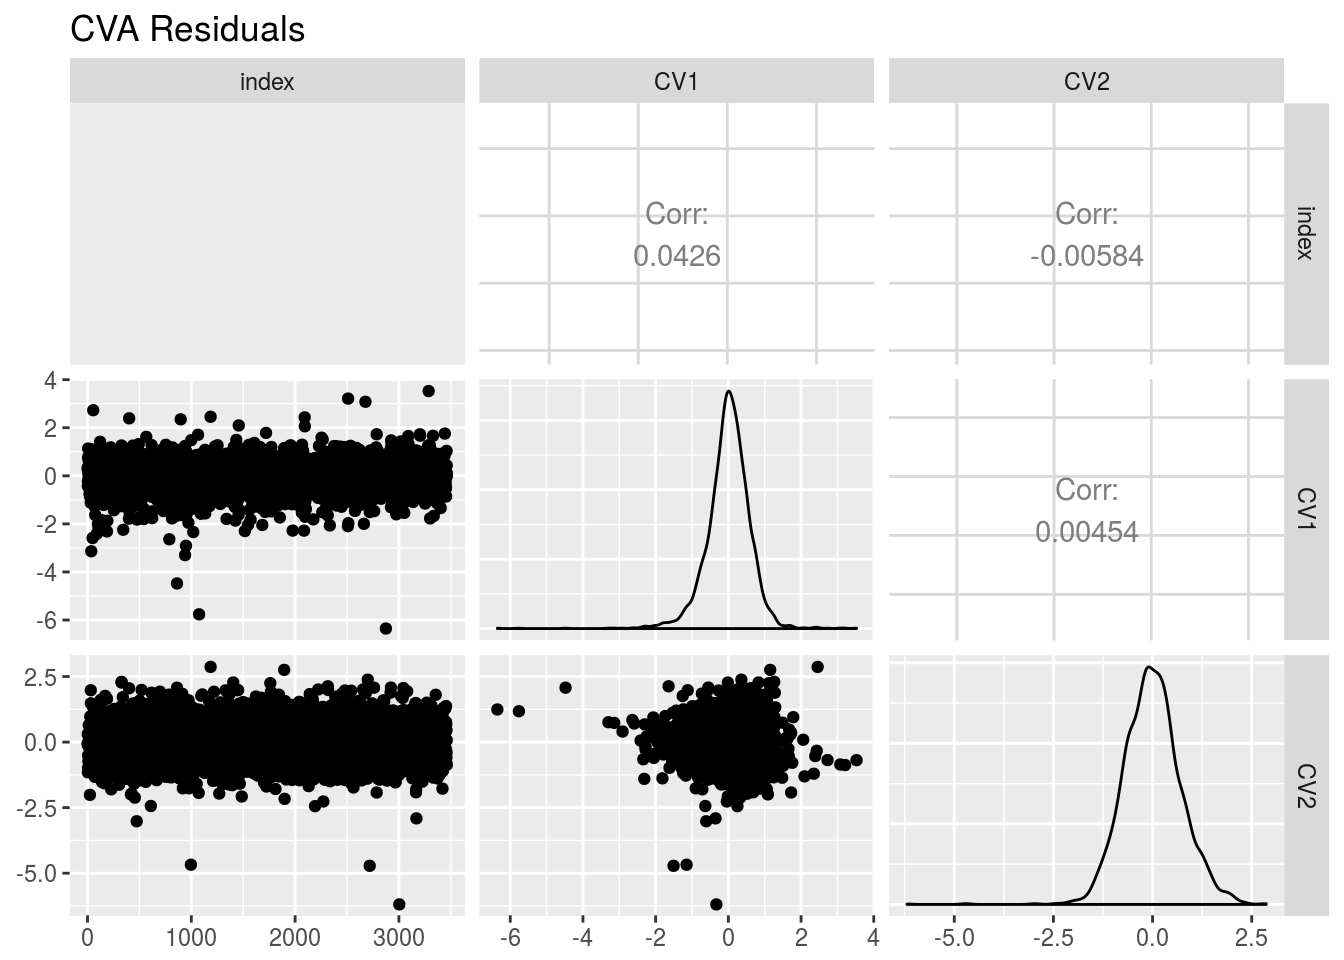 CVA Residuals
index CV1 CV2
Corr: Corr:
0.0426 -0.00584
index
4
2
0
-2
-4
-6
Corr:
0.00454
CV1
2.5
0.0
-2.5
-5.0
CV2
0 1000 2000 3000 -6 -4 -2 0 2 4 -5.0 -2.5 0.0 2.5